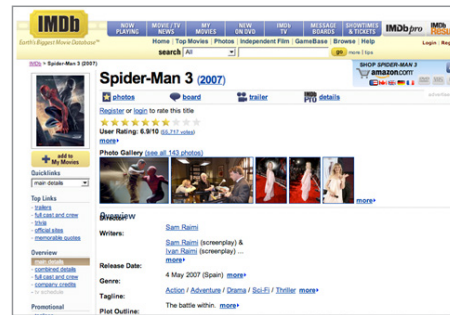 IMDb
Earth's Biggest Movie Database™
NOW PLAYING
MOVIE / TV NEWS
MY MOVIES
NEW ON DVD
IMDb TV
MESSAGE BOARDS
SHOWTIMES & TICKETS
IMDbpro
IMDb
Home | Top Movies | Photos | Independent Film | GameBase | Browse | Help
Login
search All go more | tips
IMDb > Spider-Man 3 (2007)
Spider-Man 3 (2007)
SHOP SPIDER-MAN 3
amazon.com
photos board trailer IMDb PRO details
Register or login to rate this title
User Rating: 6.9/10
more
Photo Gallery (see all 143 photos)
more
add to My Movies
Quicklinks
main details
Top Links
- trailers
- full cast and crew
- trivia
- official sites
- memorable quotes
Overview
main details
- combined details
- full cast and crew
- company credits
- tv schedule
Promotional
Overview
Director:
Sam Raimi
Writers:
Sam Raimi (screenplay) &
Ivan Raimi (screenplay) ...
more
Release Date:
4 May 2007 (Spain) more
Genre:
Action / Adventure / Drama / Sci-Fi / Thriller more
Tagline:
The battle within. more
Plot Outline: